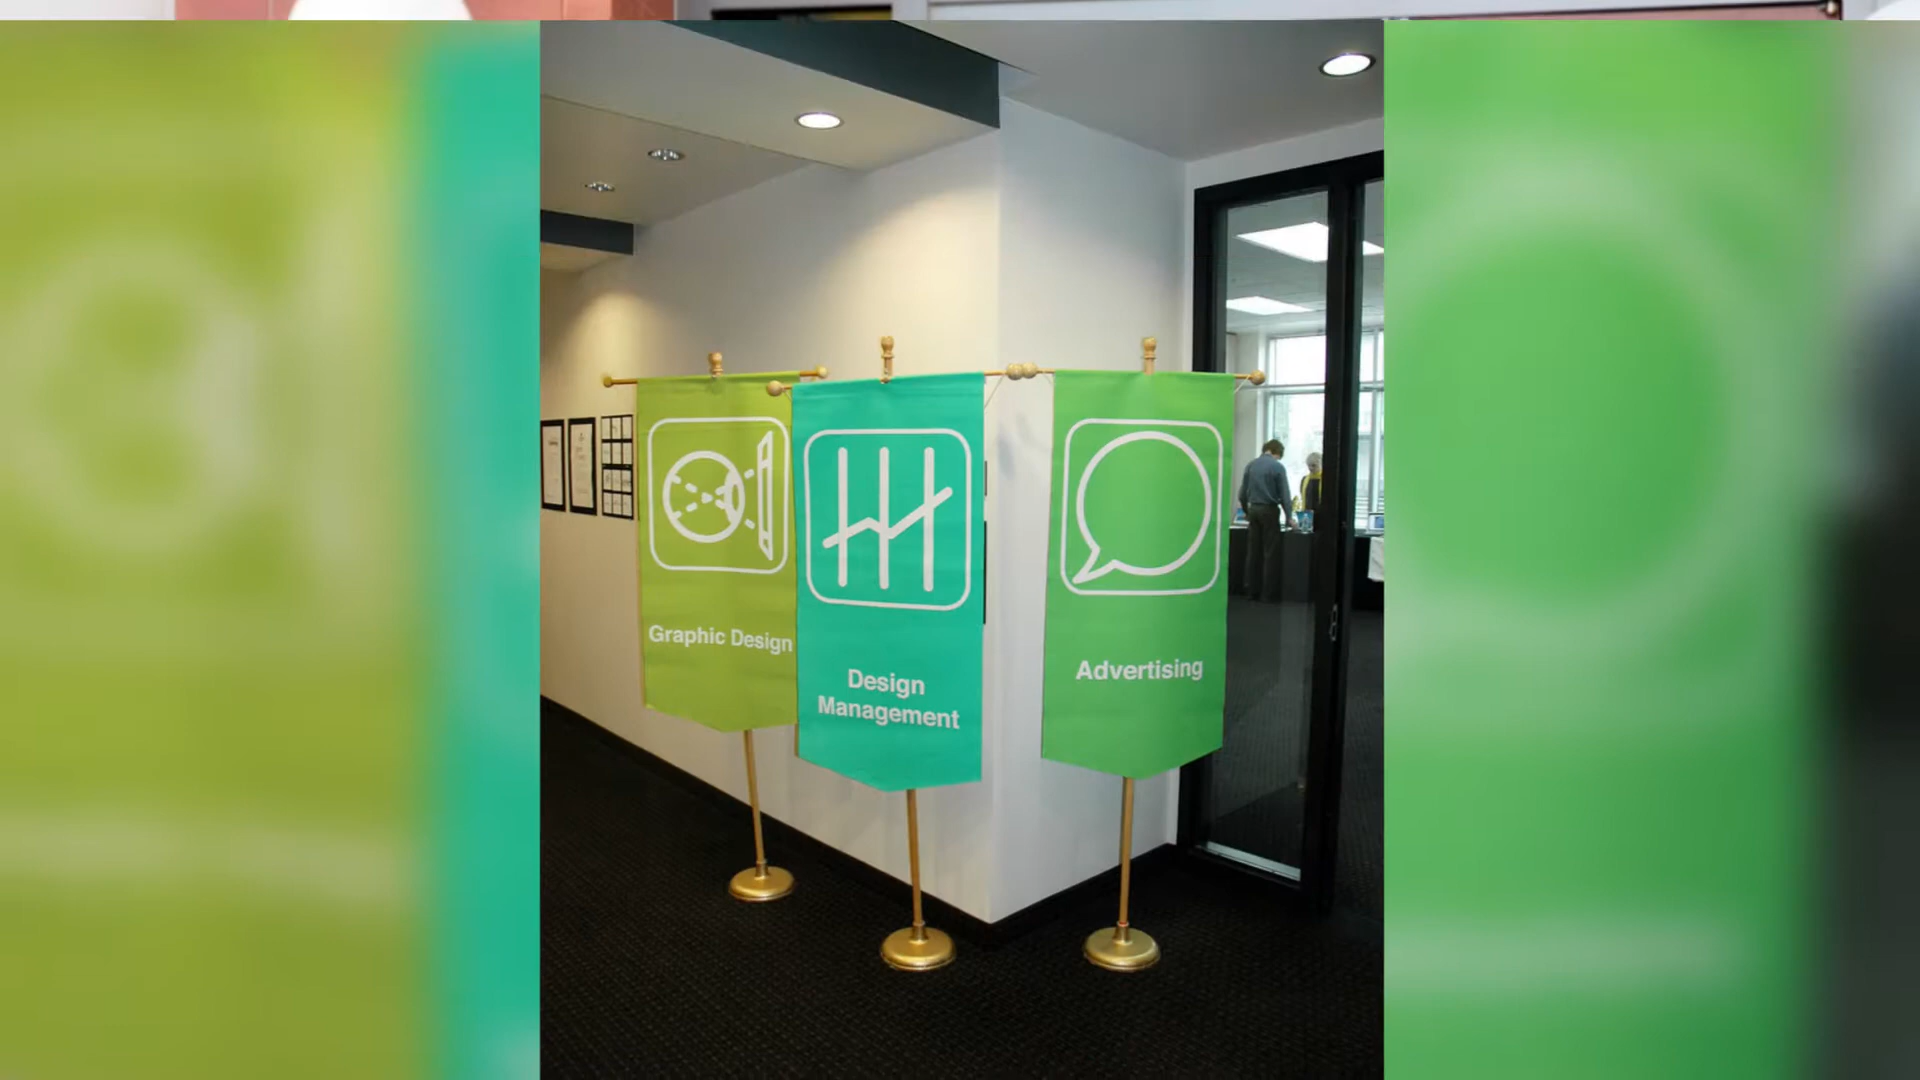 Graphic Design
Design
Management
Advertising